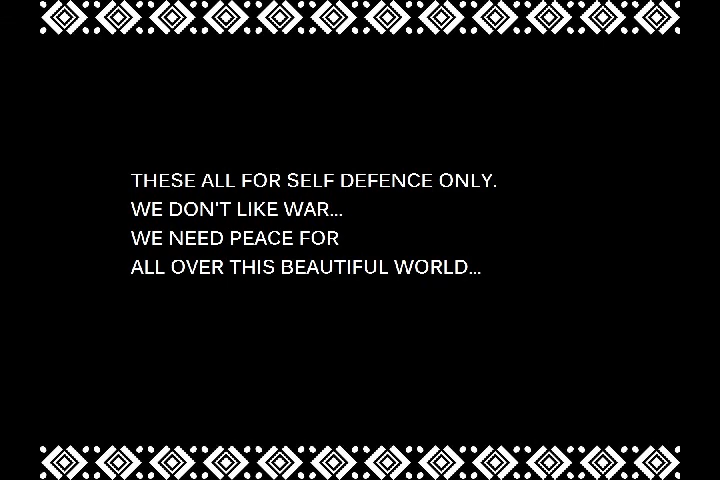 THESE ALL FOR SELF DEFENCE ONLY.
WE DON'T LIKE WAR...
WE NEED PEACE FOR
ALL OVER THIS BEAUTIFUL WORLD...